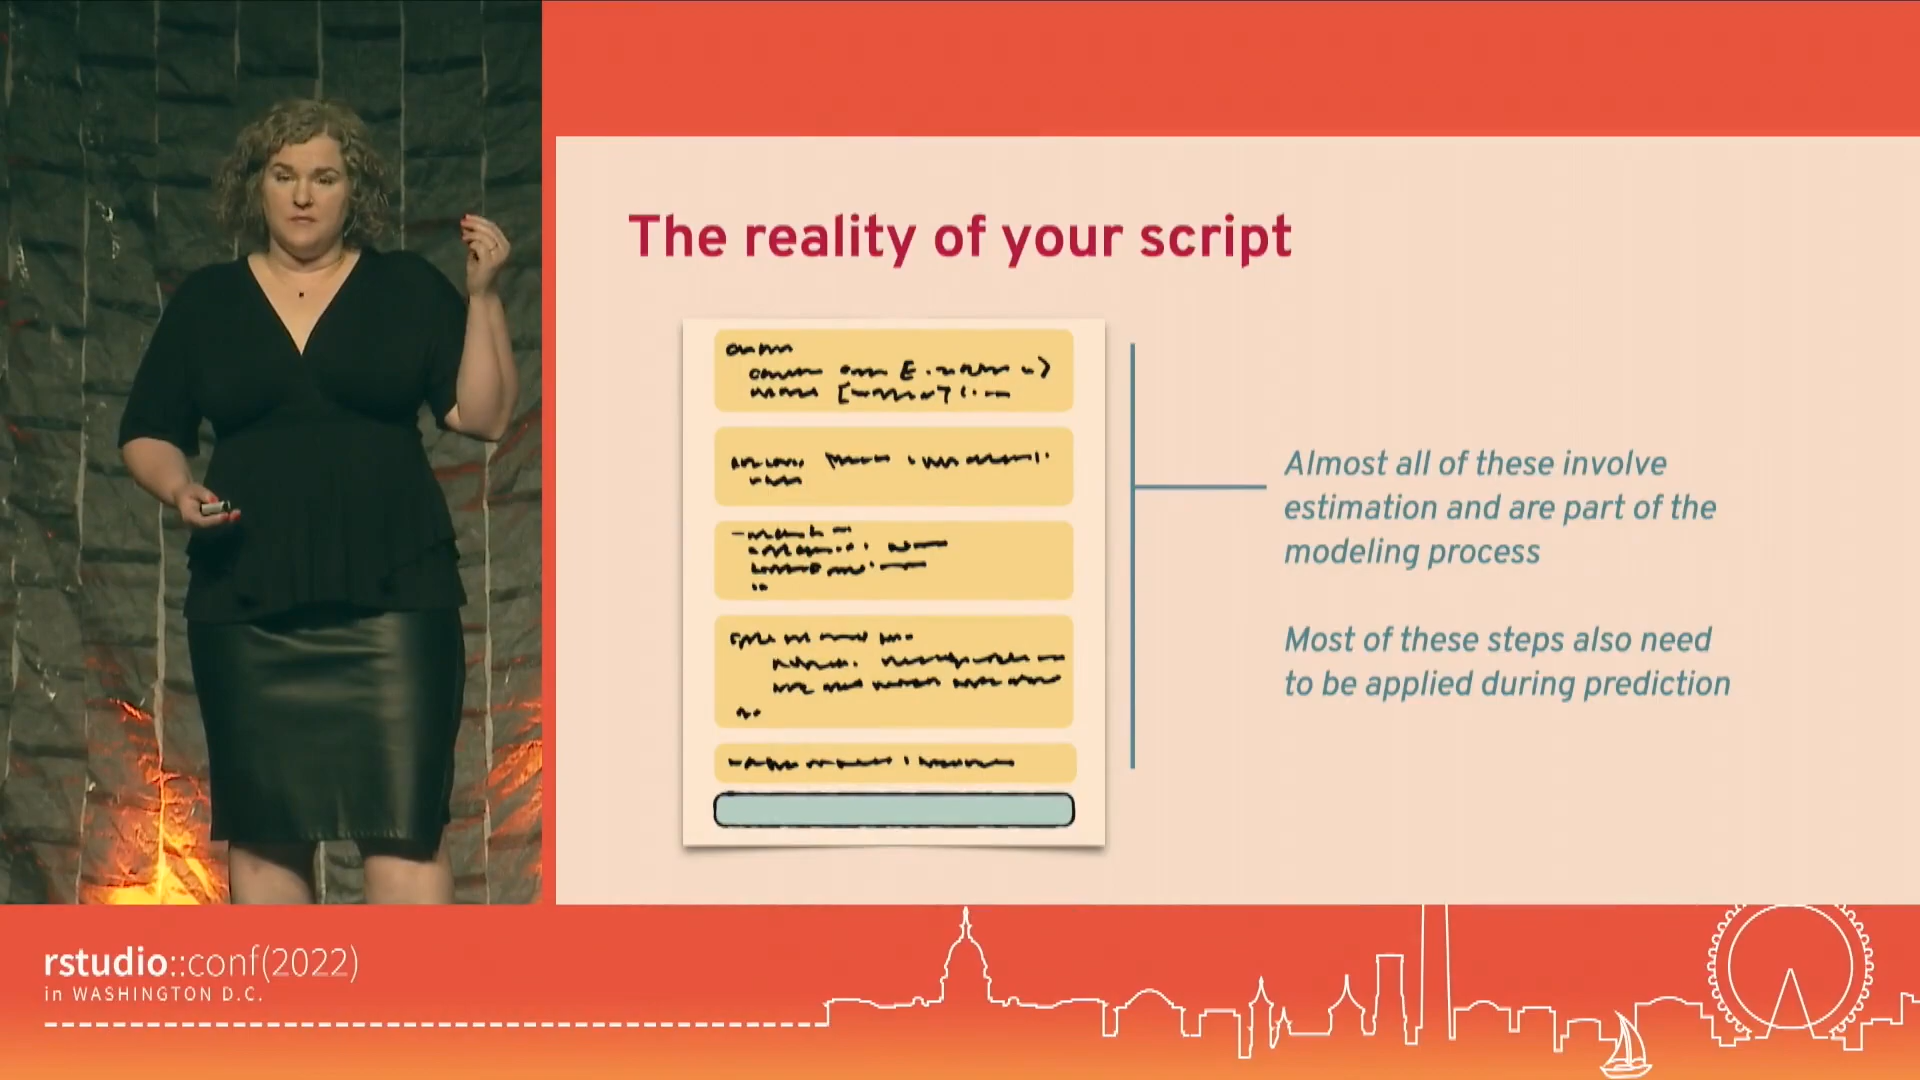 The reality of your script
Almost all of these involve
estimation and are part of the
modeling process
Most of these steps also need
to be applied during prediction
rstudio::conf(2022)
in WASHINGTON D.C.